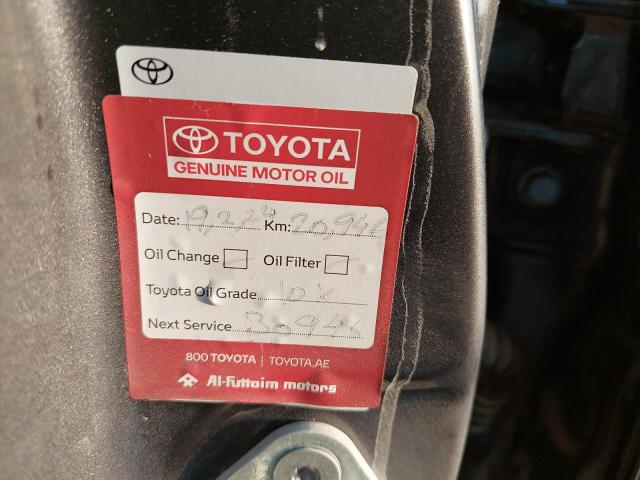 TOYOTA
GENUINE MOTOR OIL
Date: Km:
Oil Change Oil Filter
Toyota Oil Grade 10k
Next Service
800 TOYOTA | TOYOTA.AE
Al-Futtaim motors